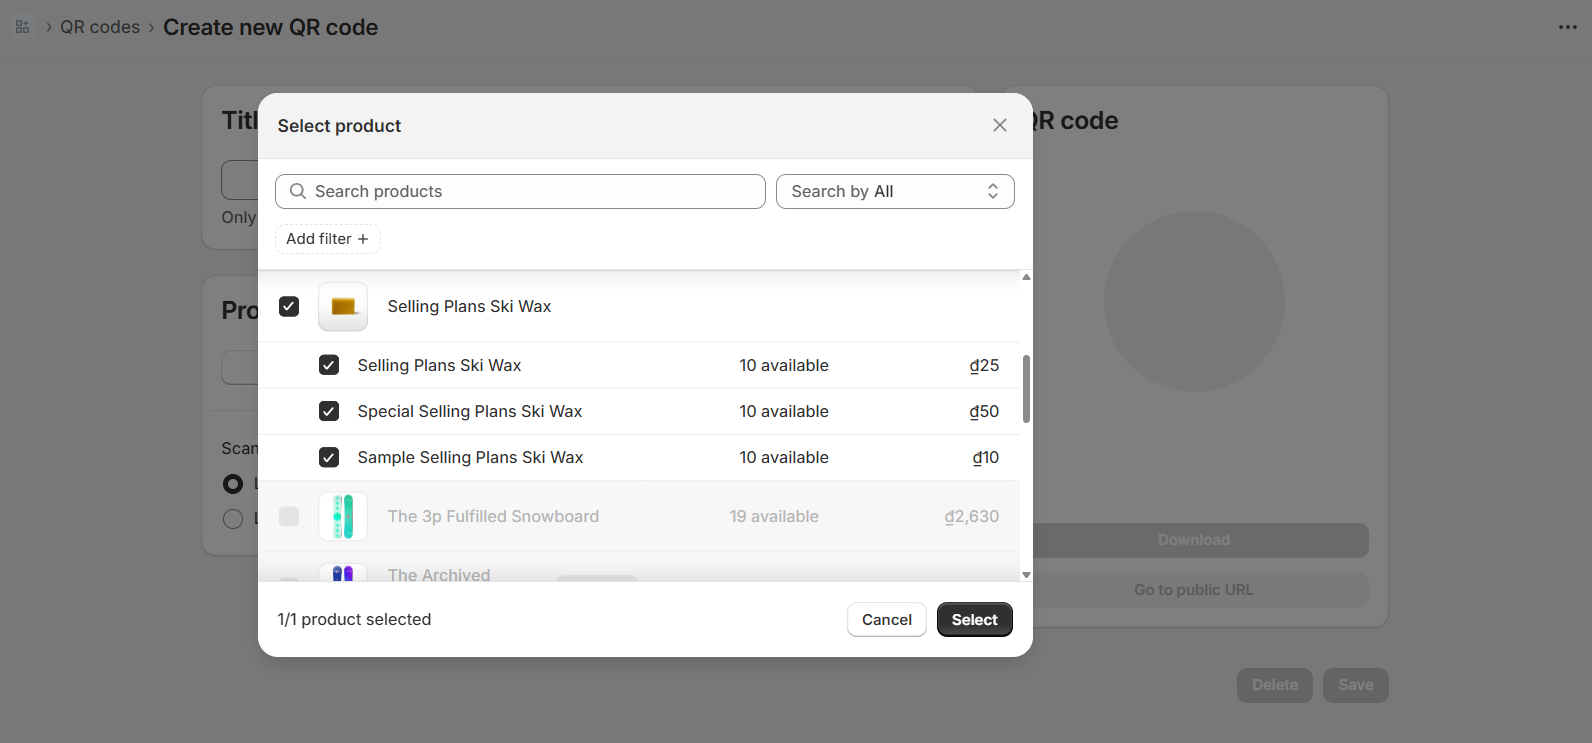 QR codes
Create new QR code
Titl
Only
Pro
Scan
Select product
Search products
Search by All
Add filter +
Selling Plans Ski Wax
Selling Plans Ski Wax 10 available ₫25
Special Selling Plans Ski Wax 10 available ₫50
Sample Selling Plans Ski Wax 10 available ₫10
The 3p Fulfilled Snowboard 19 available ₫2,630
The Archived
1/1 product selected
Cancel
Select
QR code
Download
Go to public URL
Delete
Save